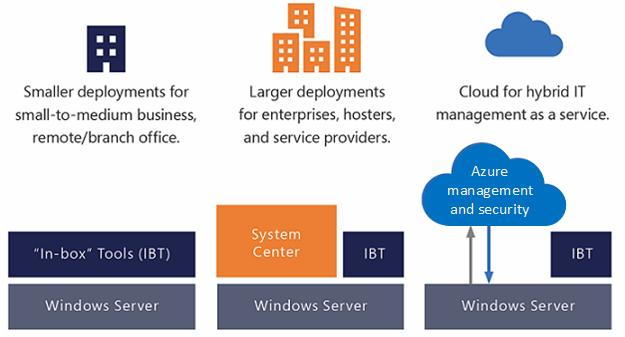 Smaller deployments for
small-to-medium business,
remote/branch office.
Larger deployments
for enterprises, hosters,
and service providers.
Cloud for hybrid IT
management as a service.
"In-box" Tools (IBT)
Windows Server
System
Center
IBT
Windows Server
Azure
management
and security
IBT
Windows Server